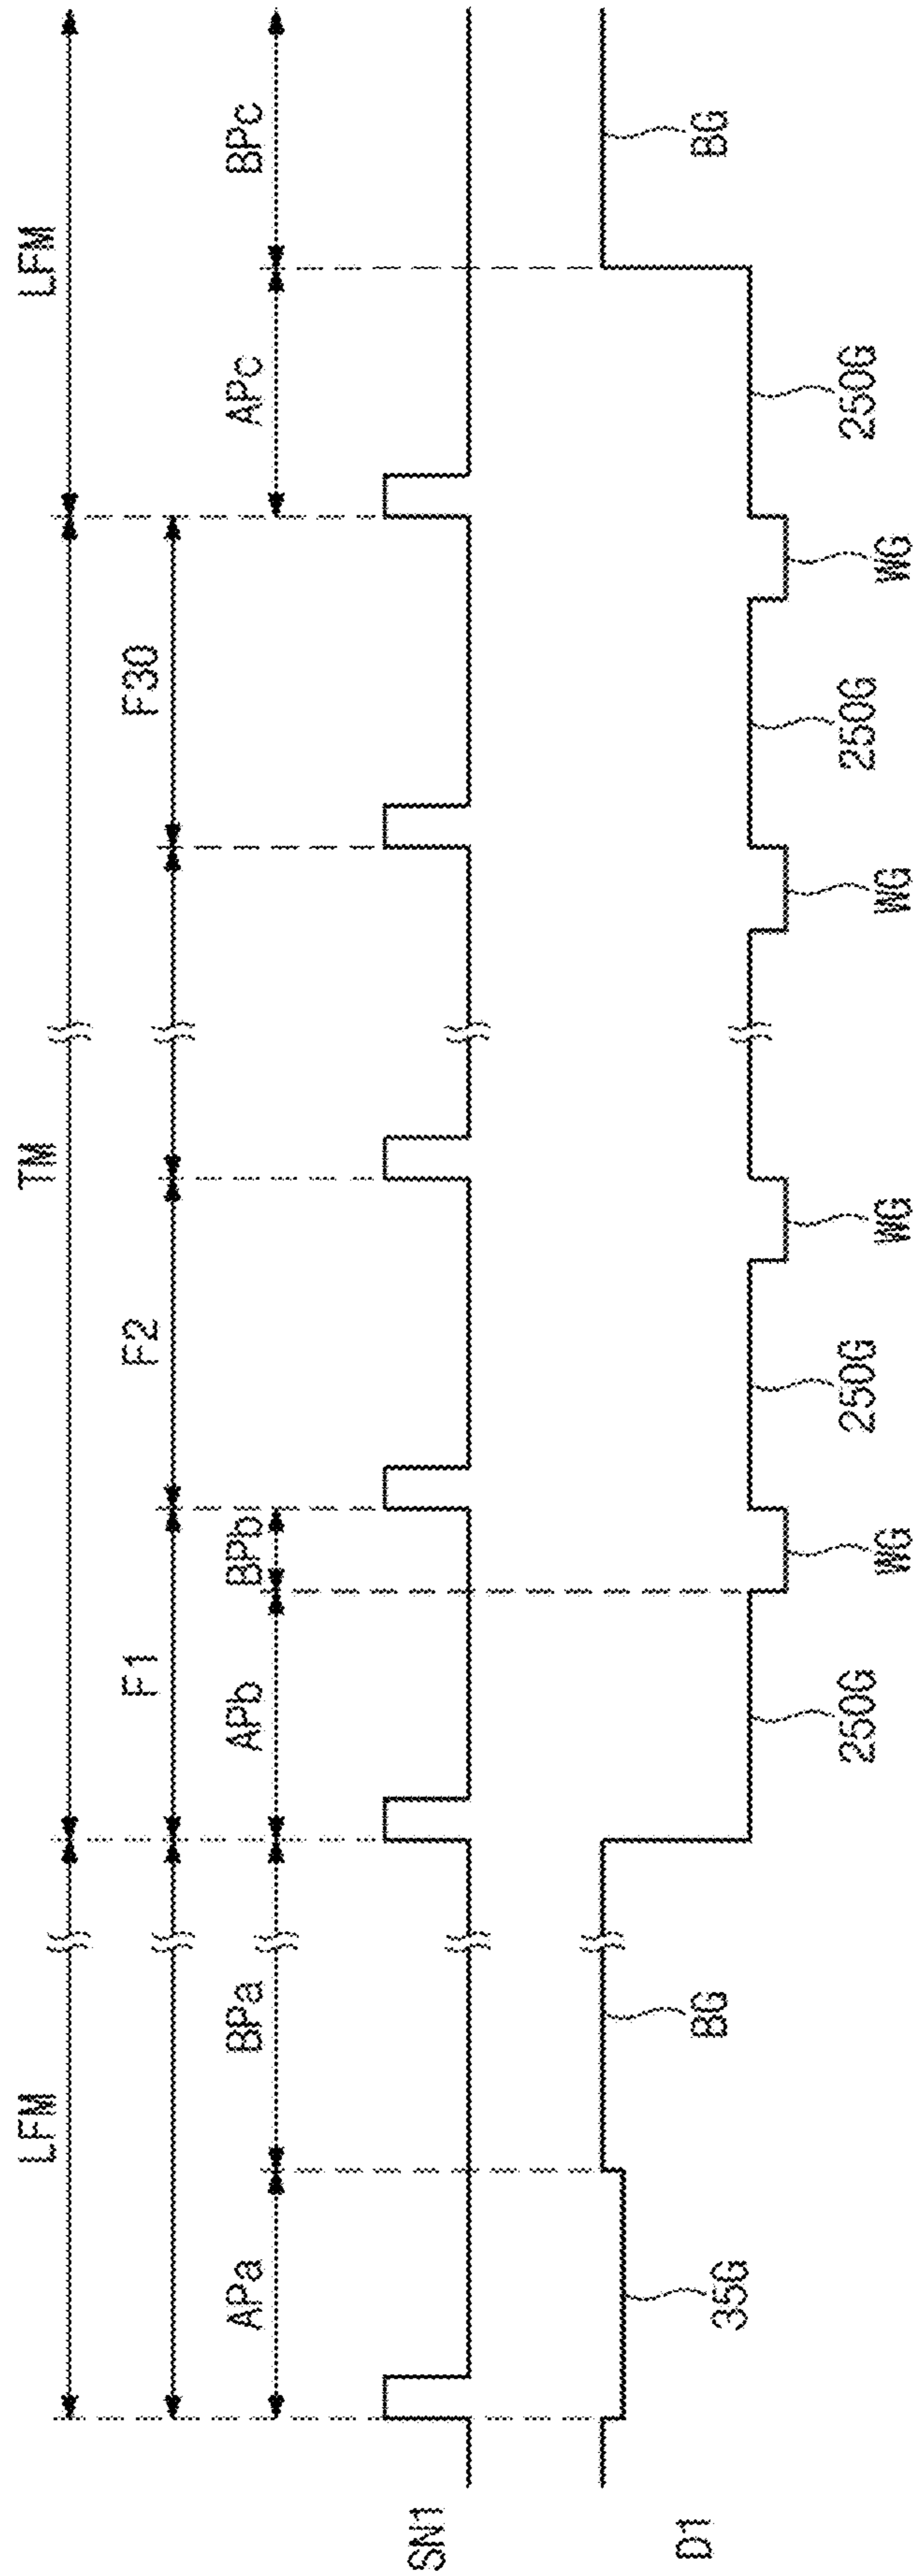 LFM TM LFM
F1 F2 F30
APa BPa APb BPb APc BPc
SN1
D1
35G BG 250G WG 250G WG WG 250G WG 250G BG